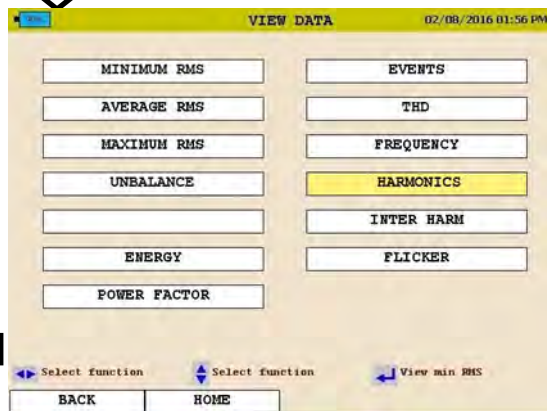 VIEW DATA 02/08/2016 01:56 PM
MINIMUM RMS EVENTS
AVERAGE RMS THD
MAXIMUM RMS FREQUENCY
UNBALANCE HARMONICS
INTER HARM
ENERGY FLICKER
POWER FACTOR
Select function Select function View min RMS
BACK HOME